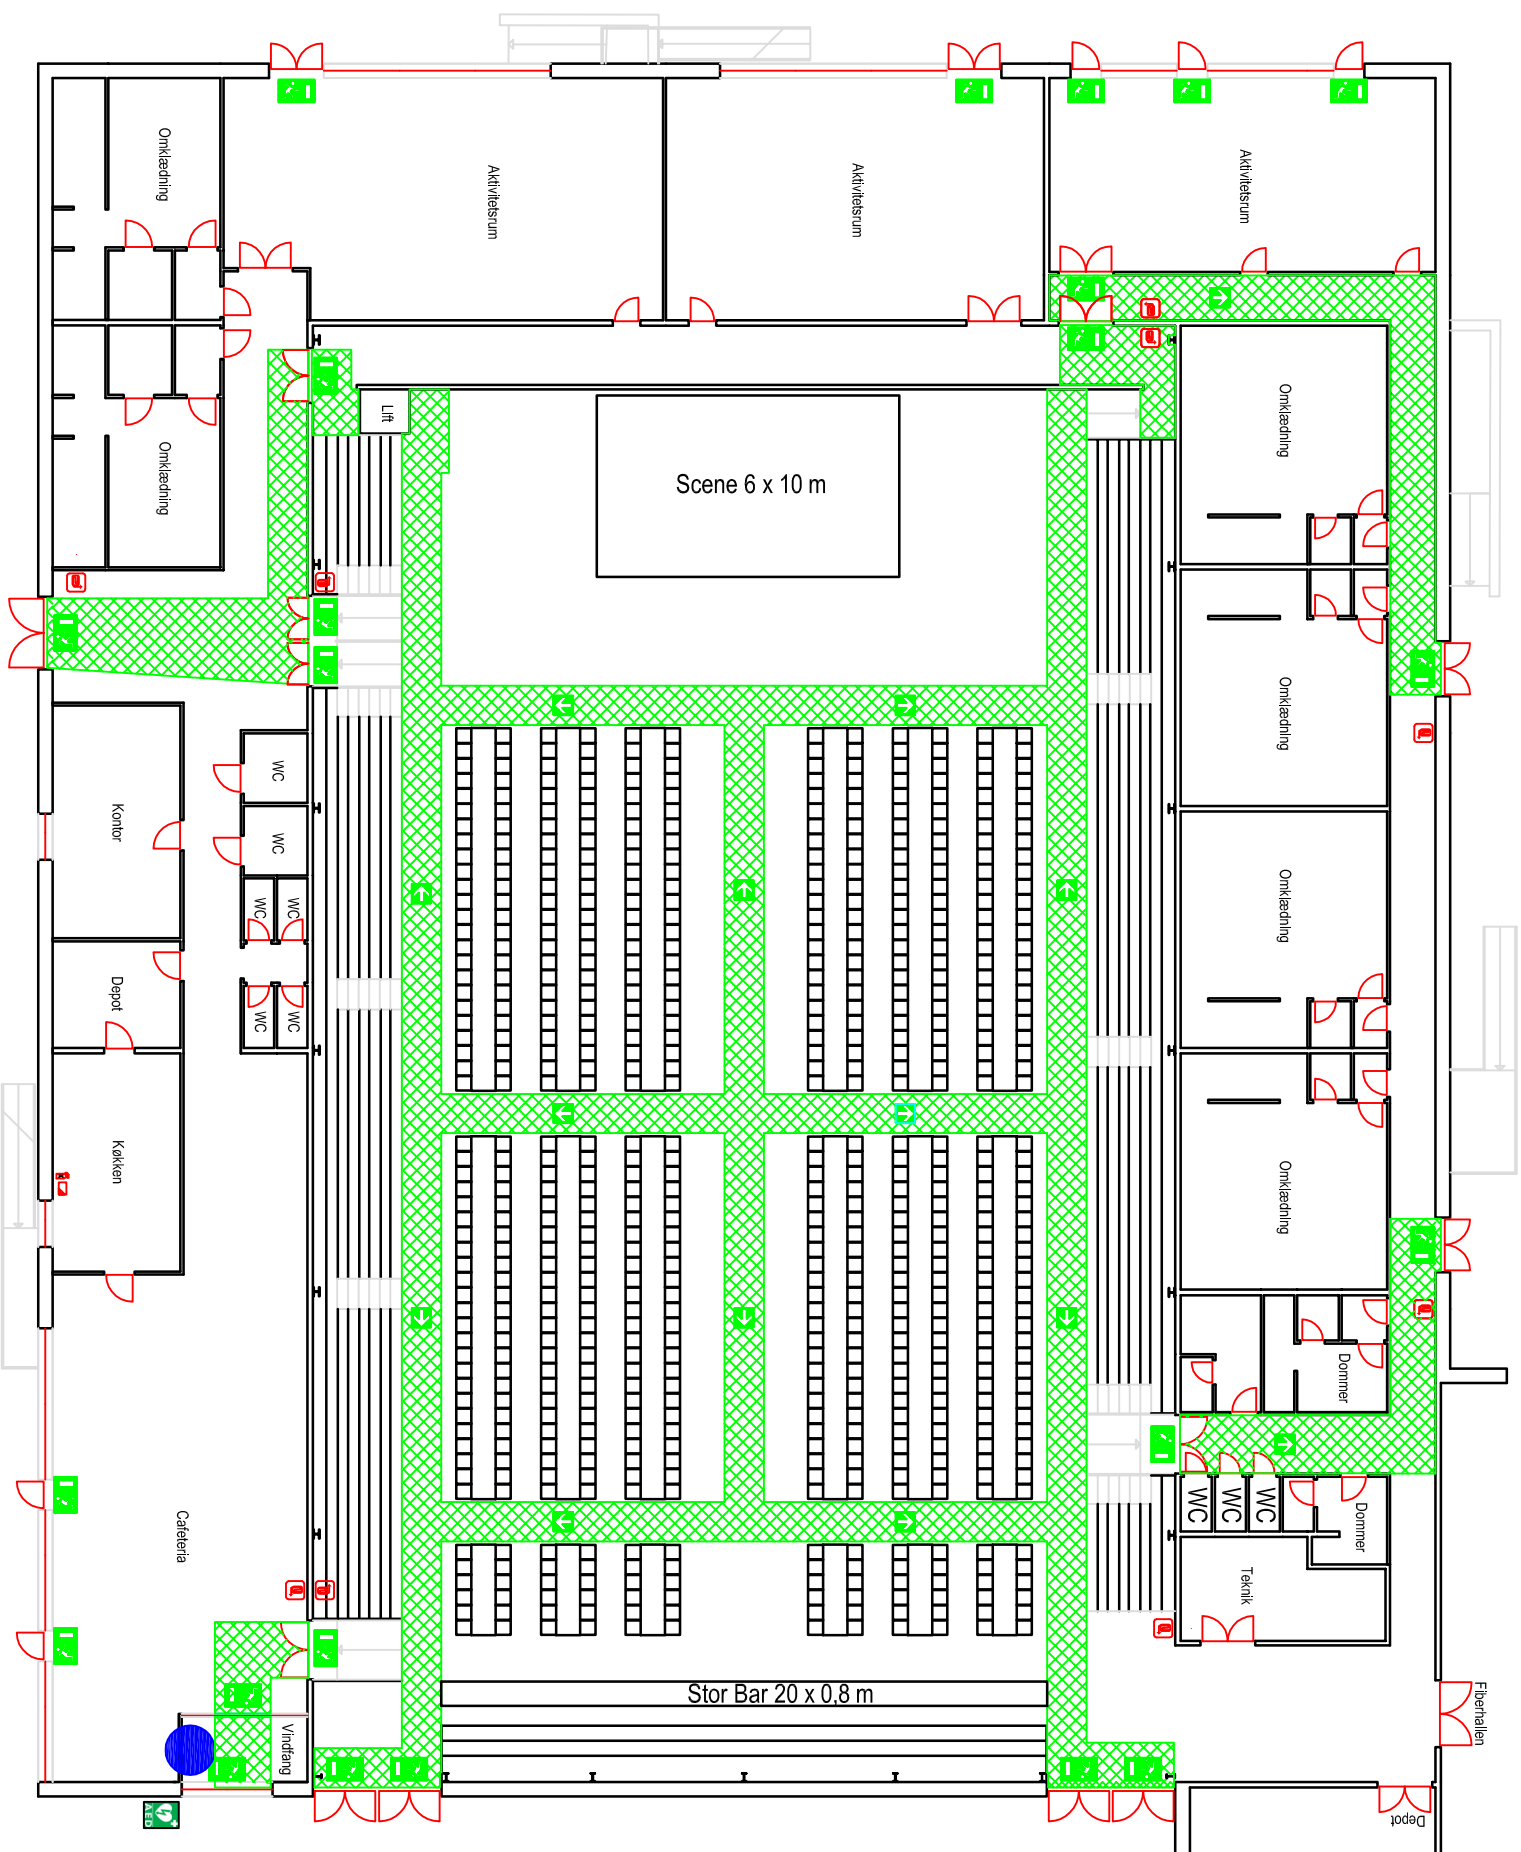 Omklædning
Aktivitetsrum
Aktivitetsrum
Aktivitetsrum
Lift
Omklædning
Omklædning
Scene 6 x 10 m
Omklædning
WC
Kontor
WC
Omklædning
WC
WC
Depot
WC
WC
Køkken
Omklædning
Dommer
WC
WC
WC
Dommer
Cafeteria
Teknik
Stor Bar 20 x 0,8 m
Fiberhallen
Vindfang
AED
Depot